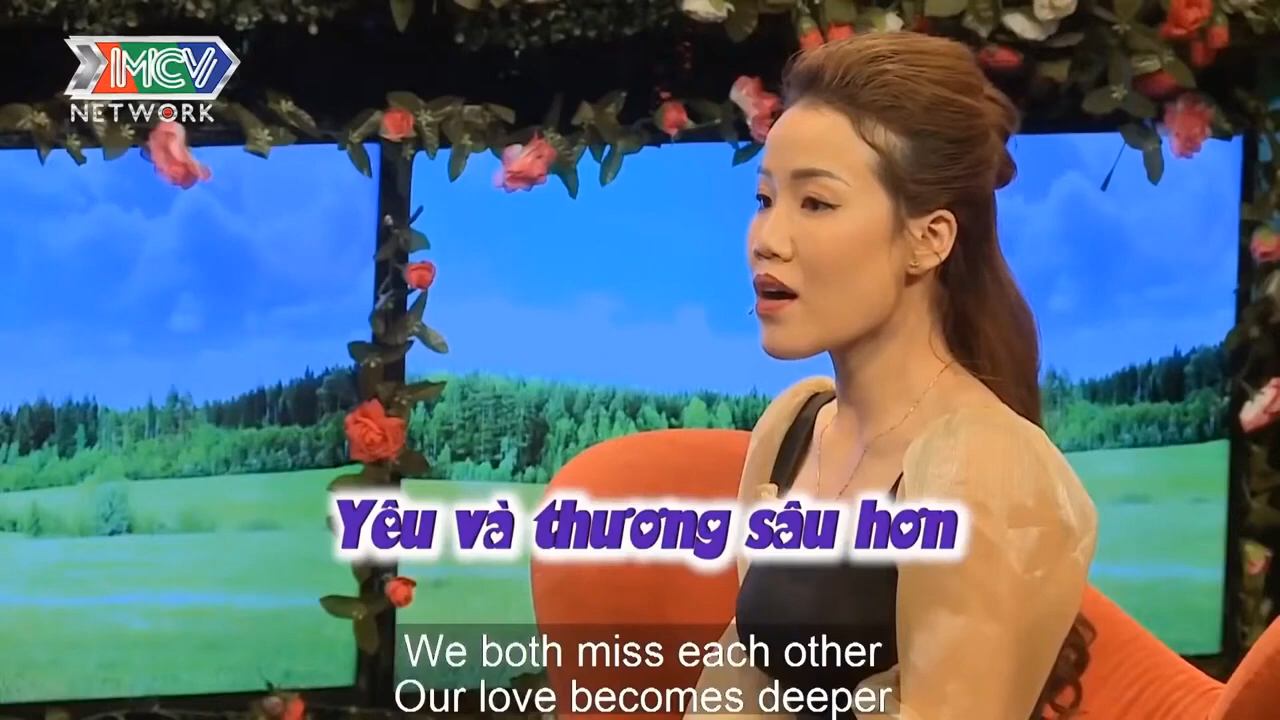 MCV
NETWORK
Yêu và thương sâu hơn
We both miss each other
Our love becomes deeper